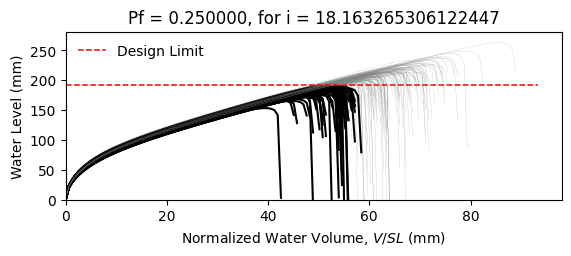 Pf = 0.250000, for i = 18.163265306122447
Design Limit
Water Level (mm)
250
200
150
100
50
0
0 20 40 60 80
Normalized Water Volume, V/SL (mm)